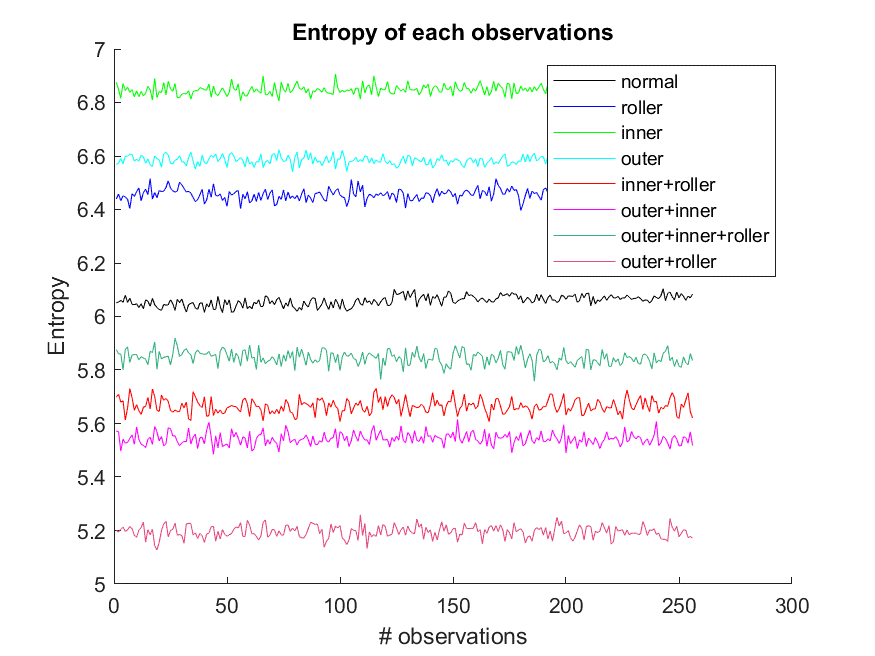 Entropy of each observations
7
6.8
6.6
6.4
6.2
6
5.8
5.6
5.4
5.2
5
Entropy
normal
roller
inner
outer
inner+roller
outer+inner
outer+inner+roller
outer+roller
0 50 100 150 200 250 300
# observations